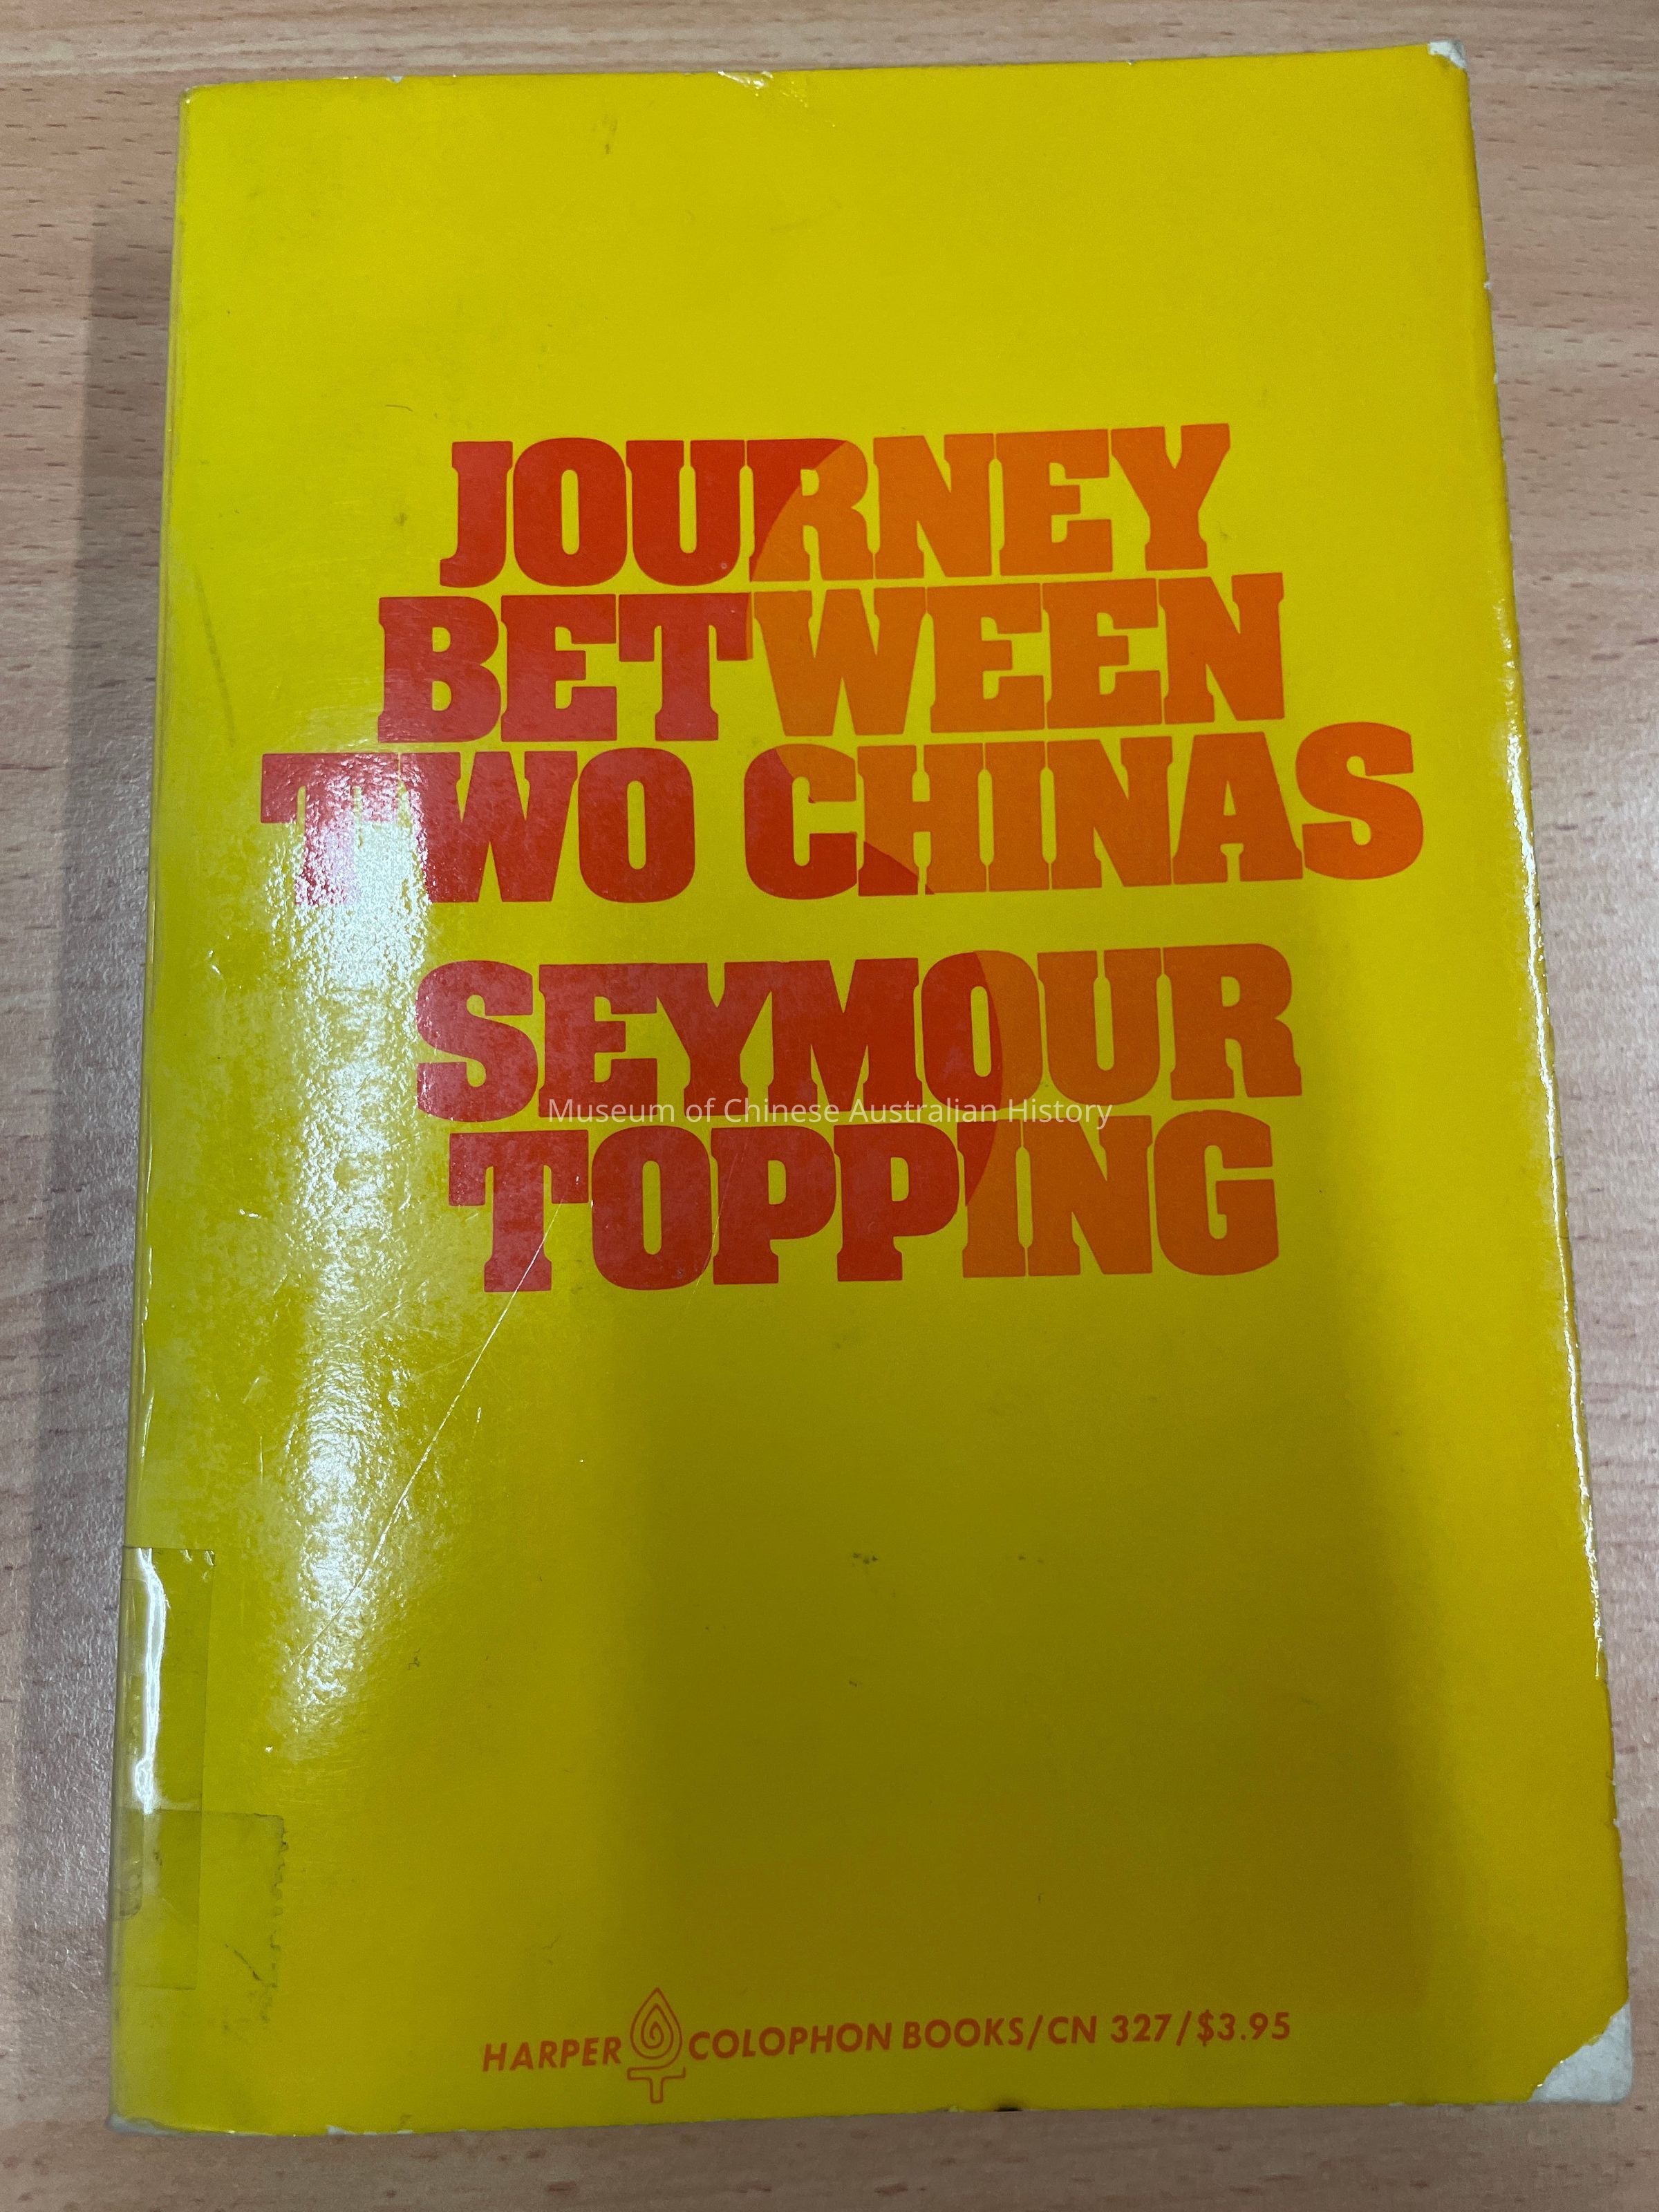 JOURNEY
BETWEEN
TWO CHINAS
SEYMOUR
Museum of Chinese Australian History
TOPPING
HARPER COLOPHON BOOKS/CN 327/$3.95